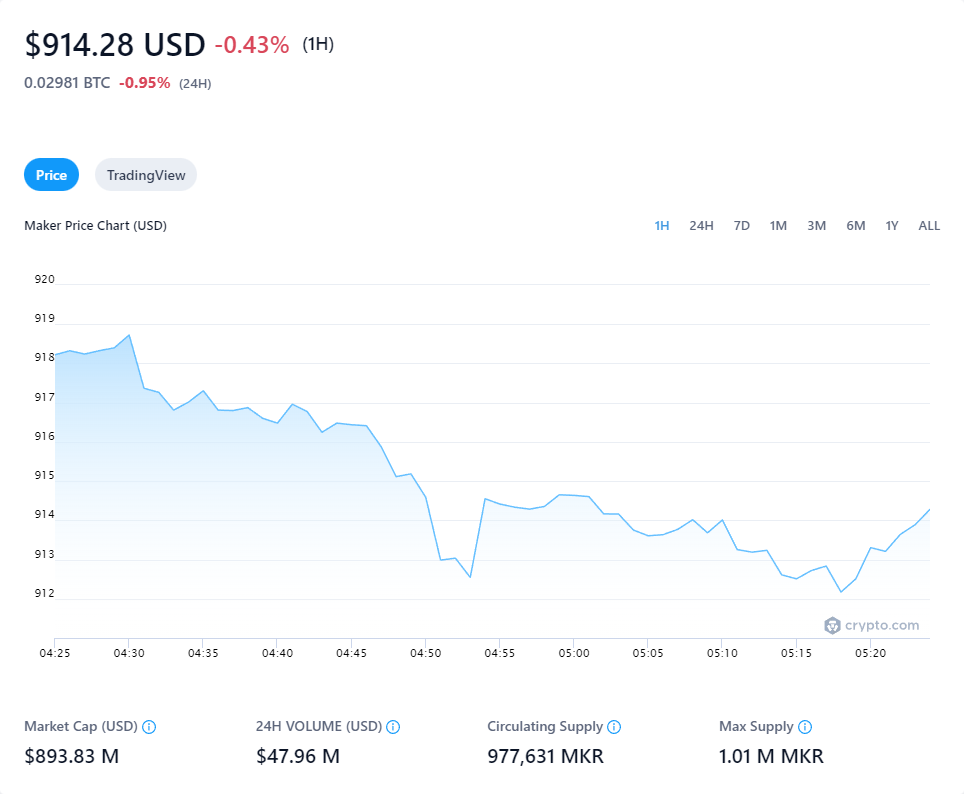 $914.28 USD -0.43% (1H)
0.02981 BTC -0.95% (24H)
Price TradingView
Maker Price Chart (USD) 1H 24H 7D 1M 3M 6M 1Y ALL
920
919
918
917
916
915
914
913
912
crypto.com
04:25 04:30 04:35 04:40 04:45 04:50 04:55 05:00 05:05 05:10 05:15 05:20
Market Cap (USD) 24H VOLUME (USD) Circulating Supply Max Supply
$893.83 M $47.96 M 977,631 MKR 1.01 M MKR